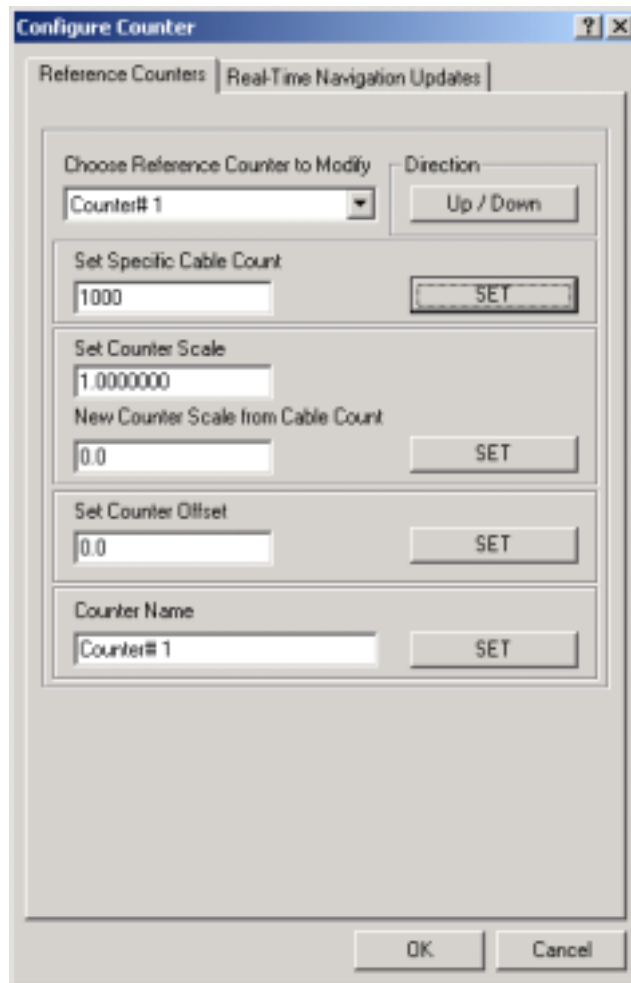 Configure Counter
Reference Counters Real-Time Navigation Updates
Choose Reference Counter to Modify Direction
Counter# 1 Up / Down
Set Specific Cable Count
1000 SET
Set Counter Scale
1.0000000
New Counter Scale from Cable Count
0.0 SET
Set Counter Offset
0.0 SET
Counter Name
Counter# 1 SET
OK Cancel